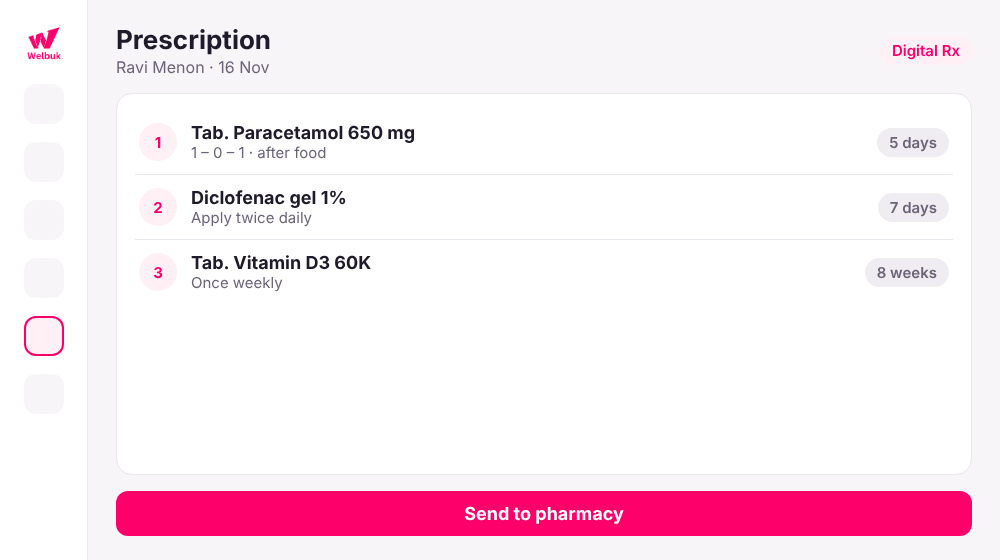 Welbuk
Prescription
Ravi Menon · 16 Nov
Digital Rx
1
Tab. Paracetamol 650 mg
1 – 0 – 1 · after food
5 days
2
Diclofenac gel 1%
Apply twice daily
7 days
3
Tab. Vitamin D3 60K
Once weekly
8 weeks
Send to pharmacy